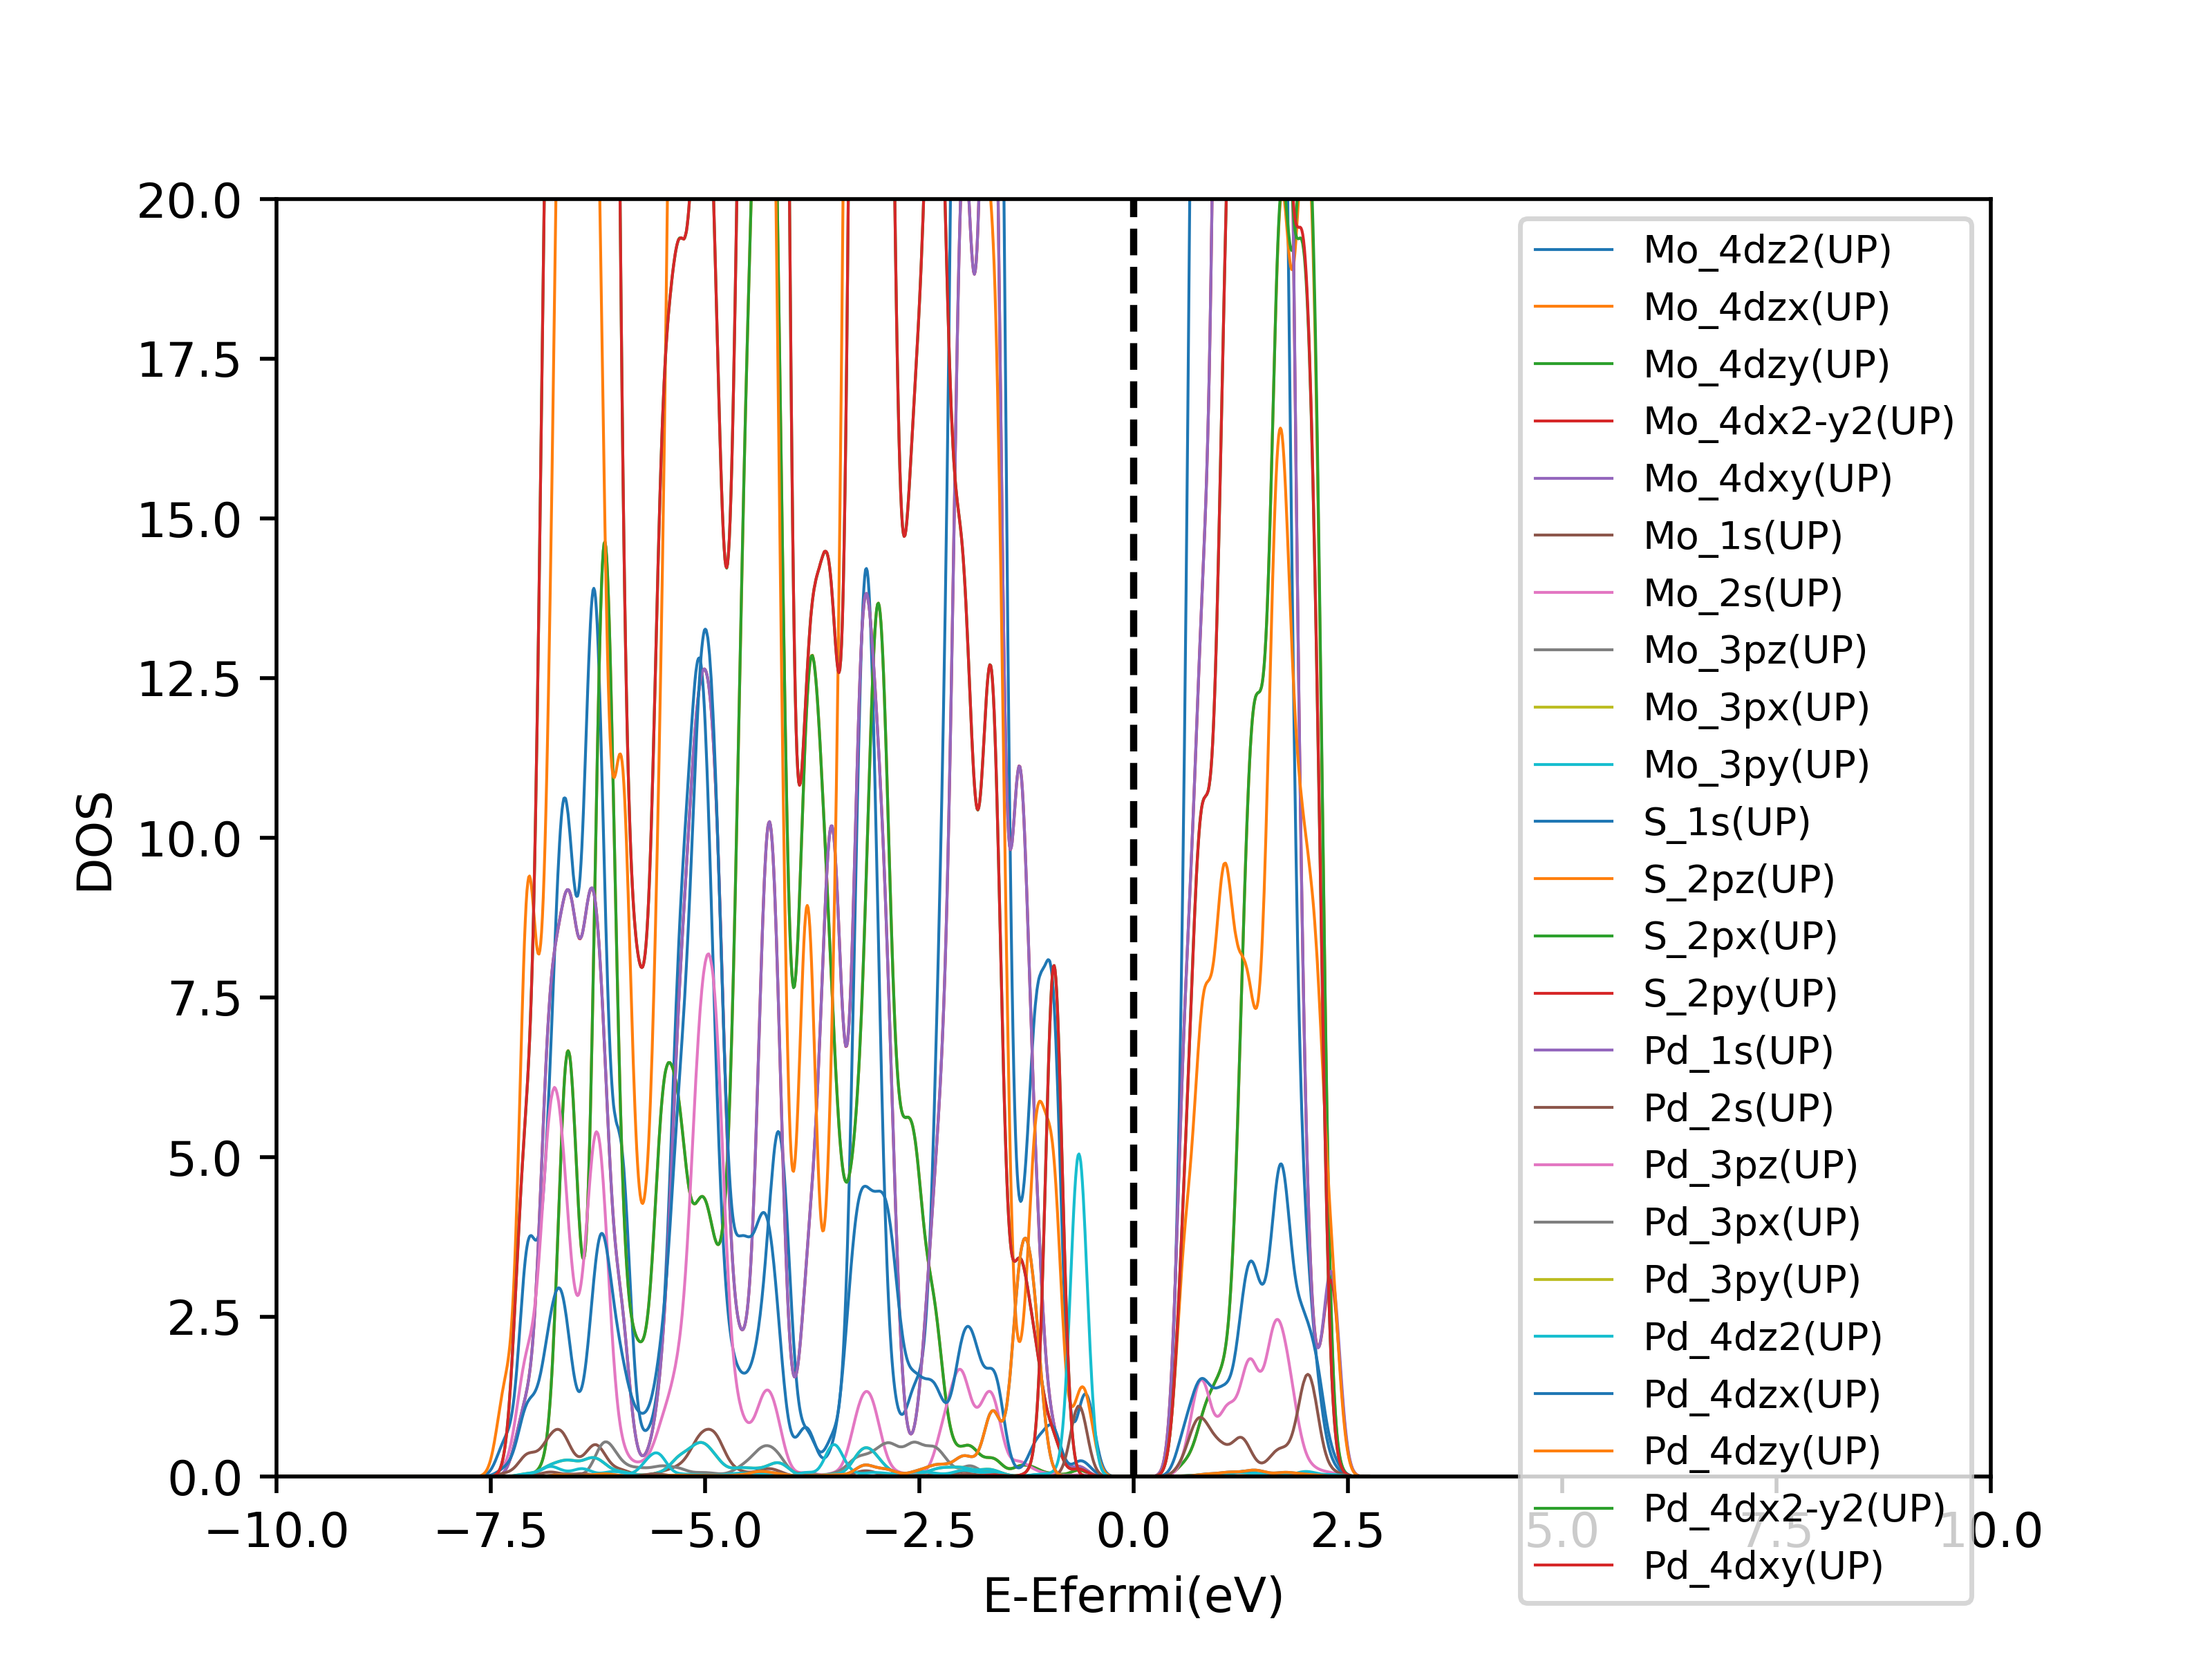 20.0
17.5
15.0
12.5
10.0
7.5
5.0
2.5
0.0
DOS
−10.0 −7.5 −5.0 −2.5 0.0 2.5 5.0 7.5 10.0
E-Efermi(eV)
Mo_4dz2(UP)
Mo_4dzx(UP)
Mo_4dzy(UP)
Mo_4dx2-y2(UP)
Mo_4dxy(UP)
Mo_1s(UP)
Mo_2s(UP)
Mo_3pz(UP)
Mo_3px(UP)
Mo_3py(UP)
S_1s(UP)
S_2pz(UP)
S_2px(UP)
S_2py(UP)
Pd_1s(UP)
Pd_2s(UP)
Pd_3pz(UP)
Pd_3px(UP)
Pd_3py(UP)
Pd_4dz2(UP)
Pd_4dzx(UP)
Pd_4dzy(UP)
Pd_4dx2-y2(UP)
Pd_4dxy(UP)